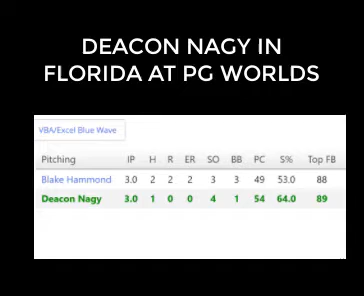 DEACON NAGY IN
FLORIDA AT PG WORLDS
VBA/Excel Blue Wave
Pitching IP H R ER SO BB PC S% Top FB
Blake Hammond 3.0 2 2 2 3 3 49 53.0 88
Deacon Nagy 3.0 1 0 0 4 1 54 64.0 89